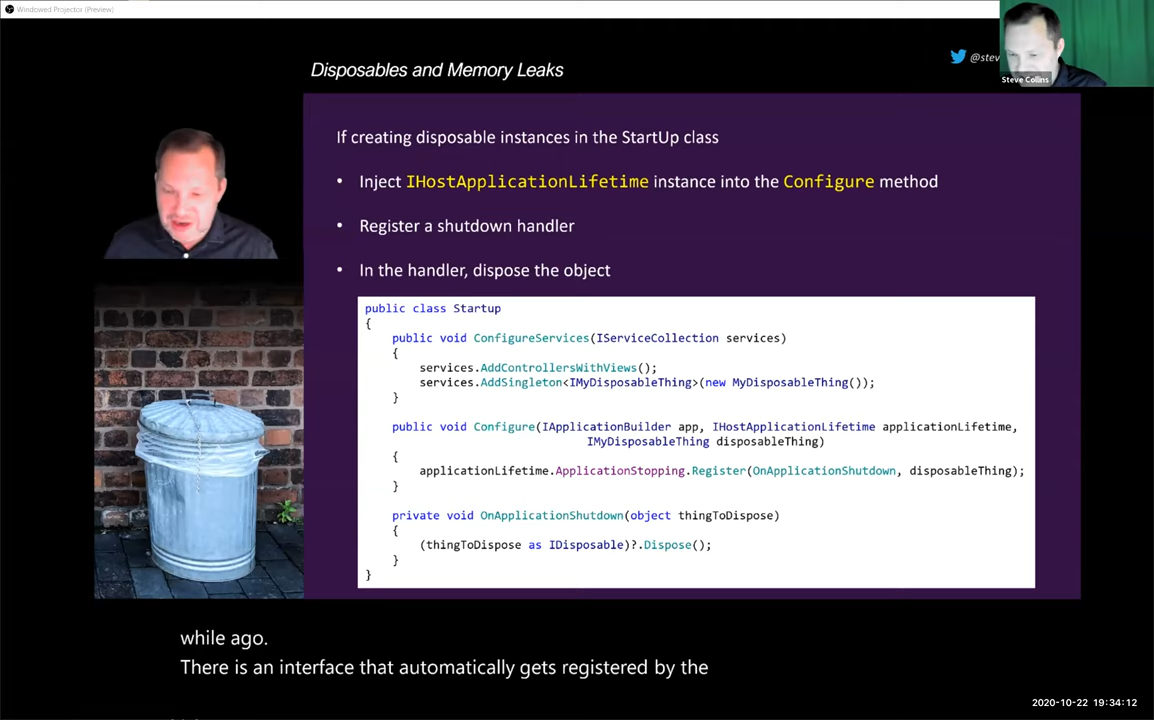 Windowed Projector (Preview)
Disposables and Memory Leaks
@stev
Steve Collins
If creating disposable instances in the StartUp class
• Inject IHostApplicationLifetime instance into the Configure method
• Register a shutdown handler
• In the handler, dispose the object
public class Startup
{
public void ConfigureServices(IServiceCollection services)
{
services.AddControllersWithViews();
services.AddSingleton<IMyDisposableThing>(new MyDisposableThing());
}
public void Configure(IApplicationBuilder app, IHostApplicationLifetime applicationLifetime,
IMyDisposableThing disposableThing)
{
applicationLifetime.ApplicationStopping.Register(OnApplicationShutdown, disposableThing);
}
private void OnApplicationShutdown(object thingToDispose)
{
(thingToDispose as IDisposable)?.Dispose();
}
}
while ago.
There is an interface that automatically gets registered by the
2020-10-22 19:34:12